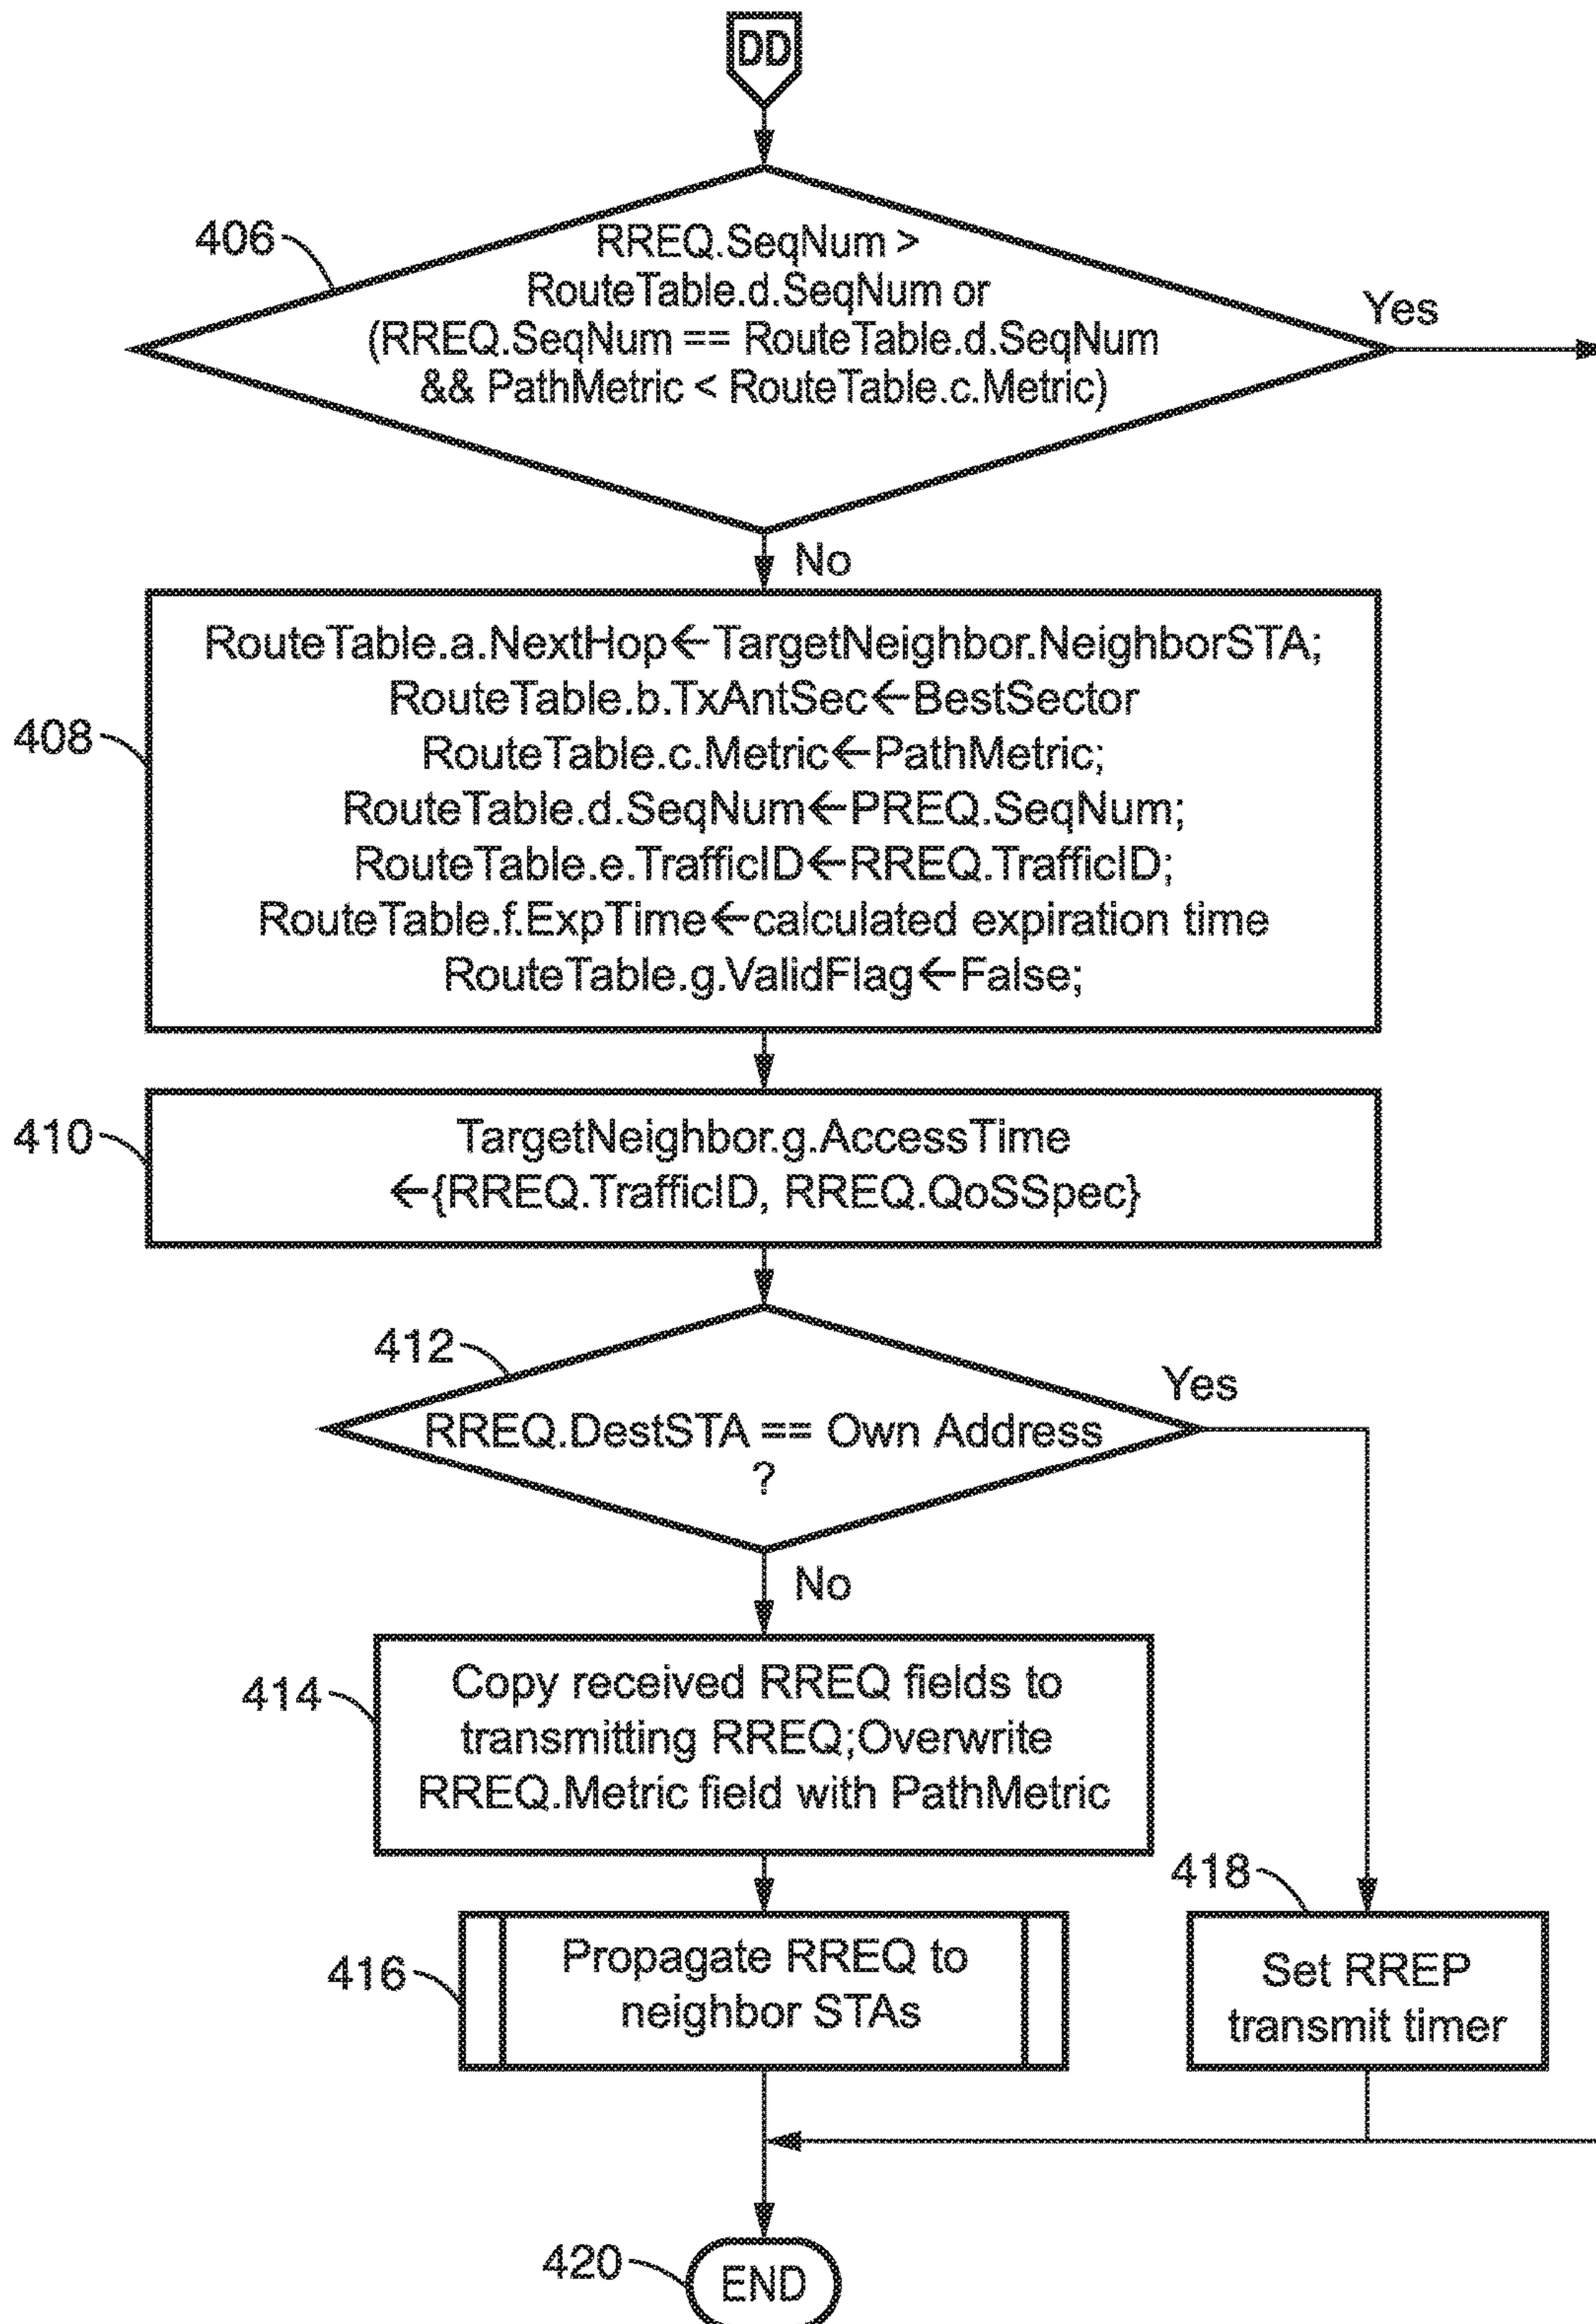 DD
406
RREQ.SeqNum >
RouteTable.d.SeqNum or
(RREQ.SeqNum == RouteTable.d.SeqNum
&& PathMetric < RouteTable.c.Metric)
Yes
No
408
RouteTable.a.NextHop←TargetNeighbor.NeighborSTA;
RouteTable.b.TxAntSec←BestSector
RouteTable.c.Metric←PathMetric;
RouteTable.d.SeqNum←PREQ.SeqNum;
RouteTable.e.TrafficID←RREQ.TrafficID;
RouteTable.f.ExpTime←calculated expiration time
RouteTable.g.ValidFlag←False;
410
TargetNeighbor.g.AccessTime
←{RREQ.TrafficID, RREQ.QoSSpec}
412
RREQ.DestSTA == Own Address
?
Yes
No
414
Copy received RREQ fields to
transmitting RREQ;Overwrite
RREQ.Metric field with PathMetric
416
Propagate RREQ to
neighbor STAs
418
Set RREP
transmit timer
420
END